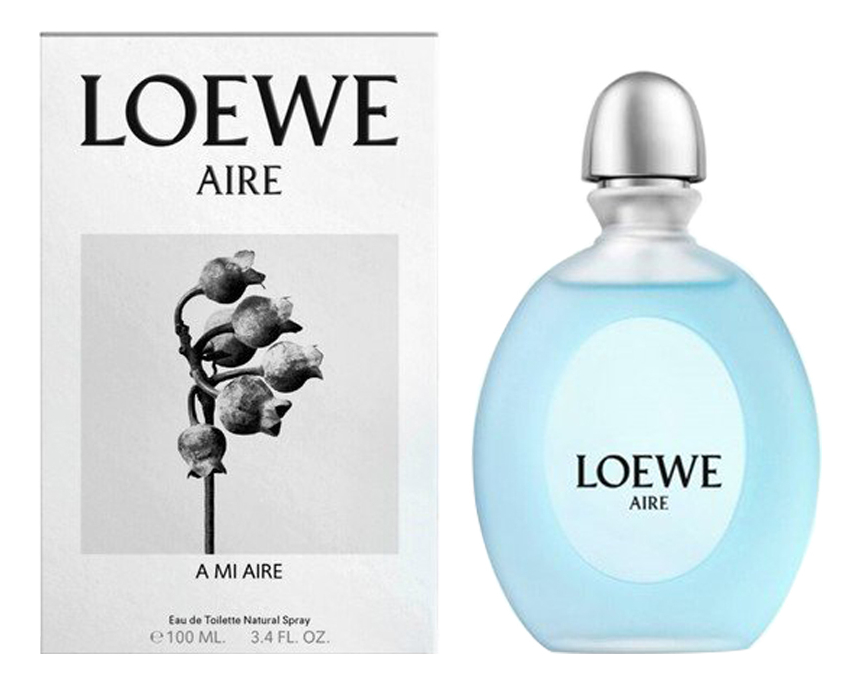 LOEWE
AIRE
A MI AIRE
Eau de Toilette Natural Spray
℮ 100 ML. 3.4 FL. OZ.
LOEWE
AIRE